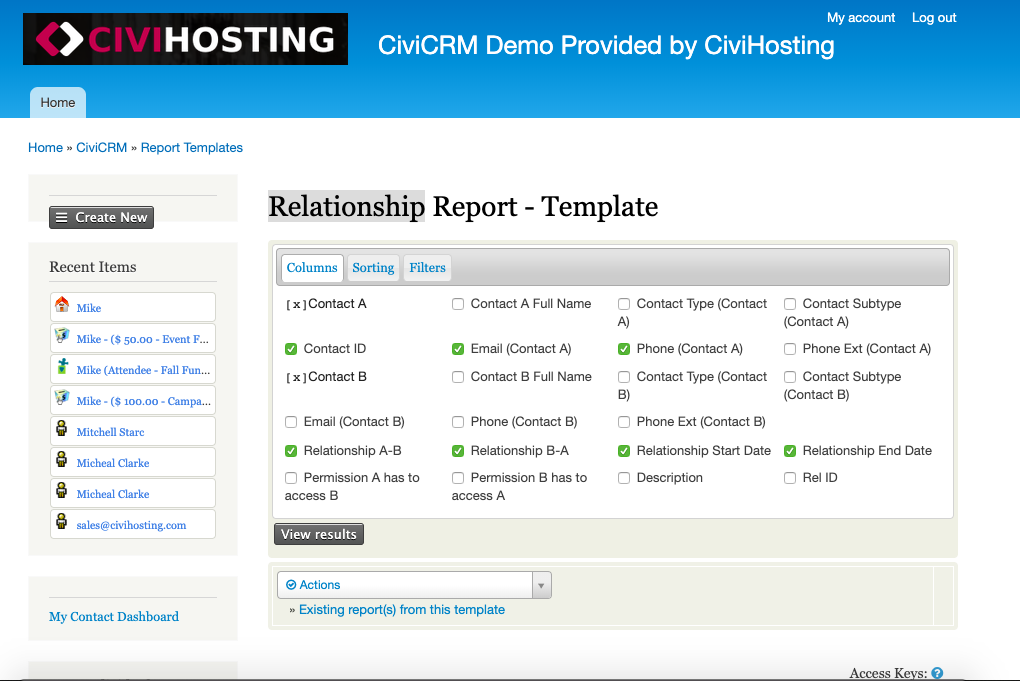 My account Log out
CIVIHOSTING
CiviCRM Demo Provided by CiviHosting
Home
Home » CiviCRM » Report Templates
Create New
Relationship Report - Template
Recent Items
Mike
Mike - ($ 50.00 - Event F...
Mike (Attendee - Fall Fun...
Mike - ($ 100.00 - Campa...
Mitchell Starc
Micheal Clarke
Micheal Clarke
sales@civihosting.com
My Contact Dashboard
Columns Sorting Filters
[x]Contact A Contact A Full Name Contact Type (Contact A) Contact Subtype (Contact A)
Contact ID Email (Contact A) Phone (Contact A) Phone Ext (Contact A)
[x]Contact B Contact B Full Name Contact Type (Contact B) Contact Subtype (Contact B)
Email (Contact B) Phone (Contact B) Phone Ext (Contact B)
Relationship A-B Relationship B-A Relationship Start Date Relationship End Date
Permission A has to access B Permission B has to access A Description Rel ID
View results
Actions
» Existing report(s) from this template
Access Keys: ?